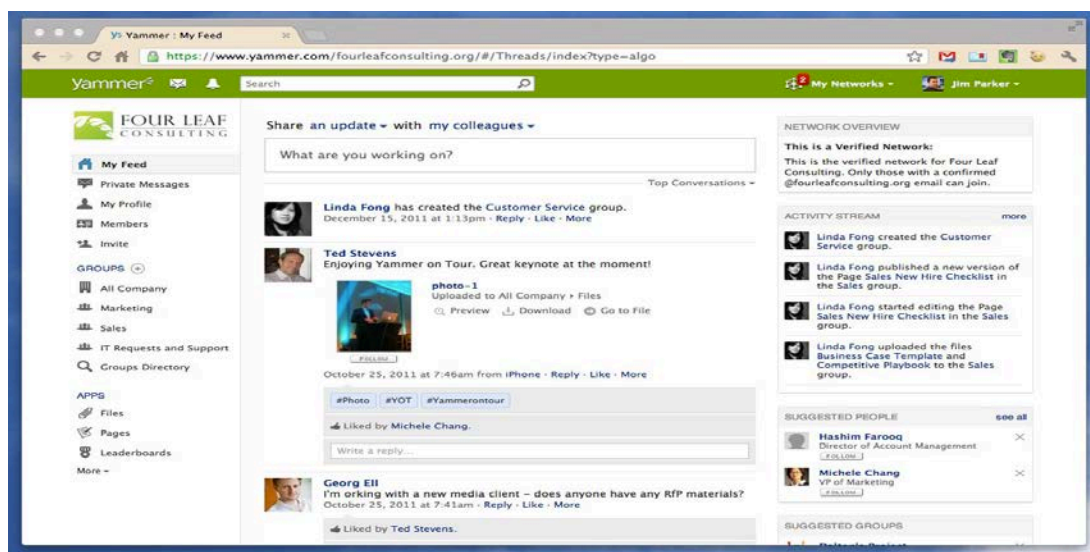 Yammer : My Feed
https://www.yammer.com/fourleafconsulting.org/#/Threads/index?type=algo
yammer
Search
2
My Networks
Jim Parker
FOUR LEAF
CONSULTING
My Feed
Private Messages
My Profile
Members
Invite
GROUPS
All Company
Marketing
Sales
IT Requests and Support
Groups Directory
APPS
Files
Pages
Leaderboards
More
Share an update with my colleagues
What are you working on?
Top Conversations
Linda Fong has created the Customer Service group.
December 15, 2011 at 1:13pm · Reply · Like · More
Ted Stevens
Enjoying Yammer on Tour. Great keynote at the moment!
photo-1
Uploaded to All Company › Files
Preview Download Go to File
FOLLOW
October 25, 2011 at 7:46am from iPhone · Reply · Like · More
#Photo #YOT #Yammerontour
Liked by Michele Chang.
Write a reply...
Georg Ell
I'm orking with a new media client – does anyone have any RfP materials?
October 25, 2011 at 7:41am · Reply · Like · More
Liked by Ted Stevens.
NETWORK OVERVIEW
This is a Verified Network:
This is the verified network for Four Leaf
Consulting. Only those with a confirmed
@fourleafconsulting.org email can join.
ACTIVITY STREAM more
Linda Fong created the Customer
Service group.
Linda Fong published a new version of
the Page Sales New Hire Checklist in
the Sales group.
Linda Fong started editing the Page
Sales New Hire Checklist in the Sales
group.
Linda Fong uploaded the files
Business Case Template and
Competitive Playbook to the Sales
group.
SUGGESTED PEOPLE see all
Hashim Farooq
Director of Account Management
FOLLOW
Michele Chang
VP of Marketing
FOLLOW
SUGGESTED GROUPS